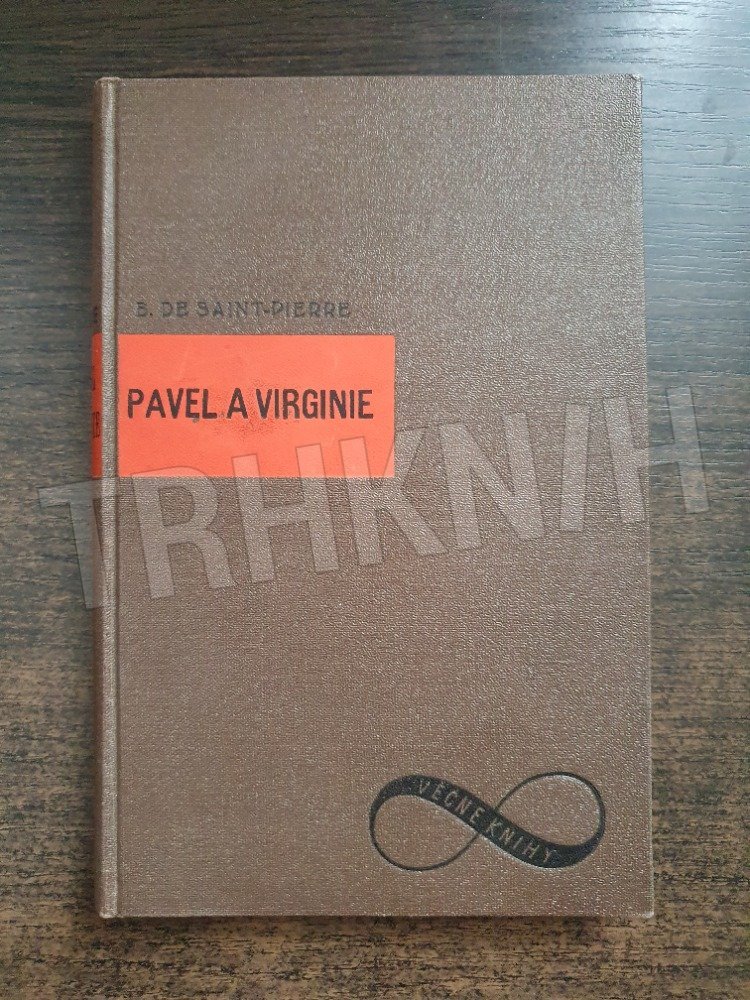 B. DE SAINT-PIERRE
PAVEL A VIRGINIE
TRHKNIH
VĚČNÉ KNIHY